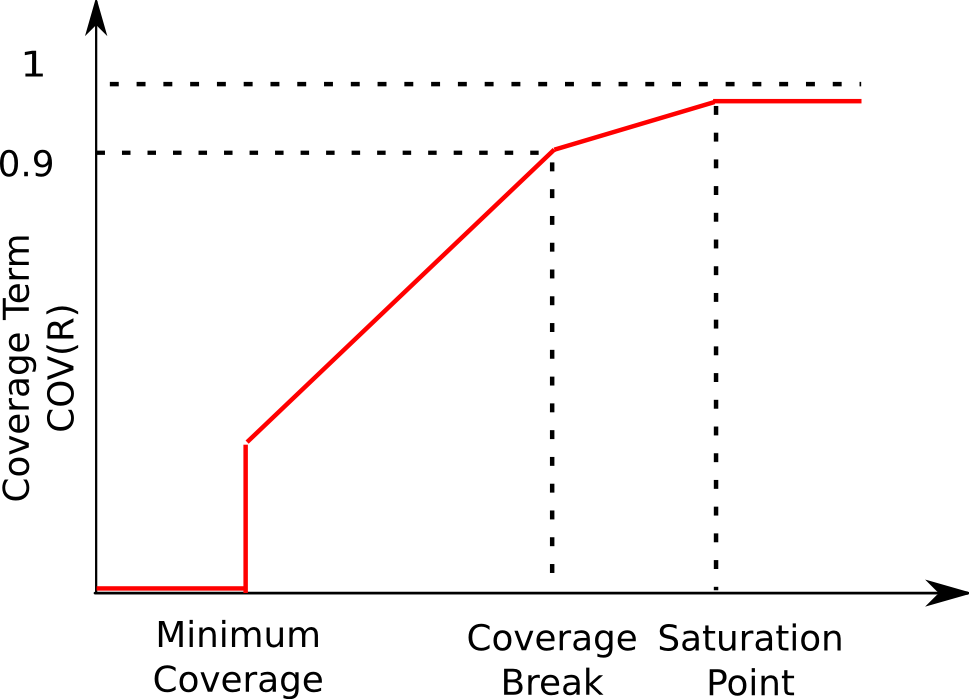 1
0.9
Coverage Term
COV(R)
Minimum
Coverage
Coverage
Break
Saturation
Point